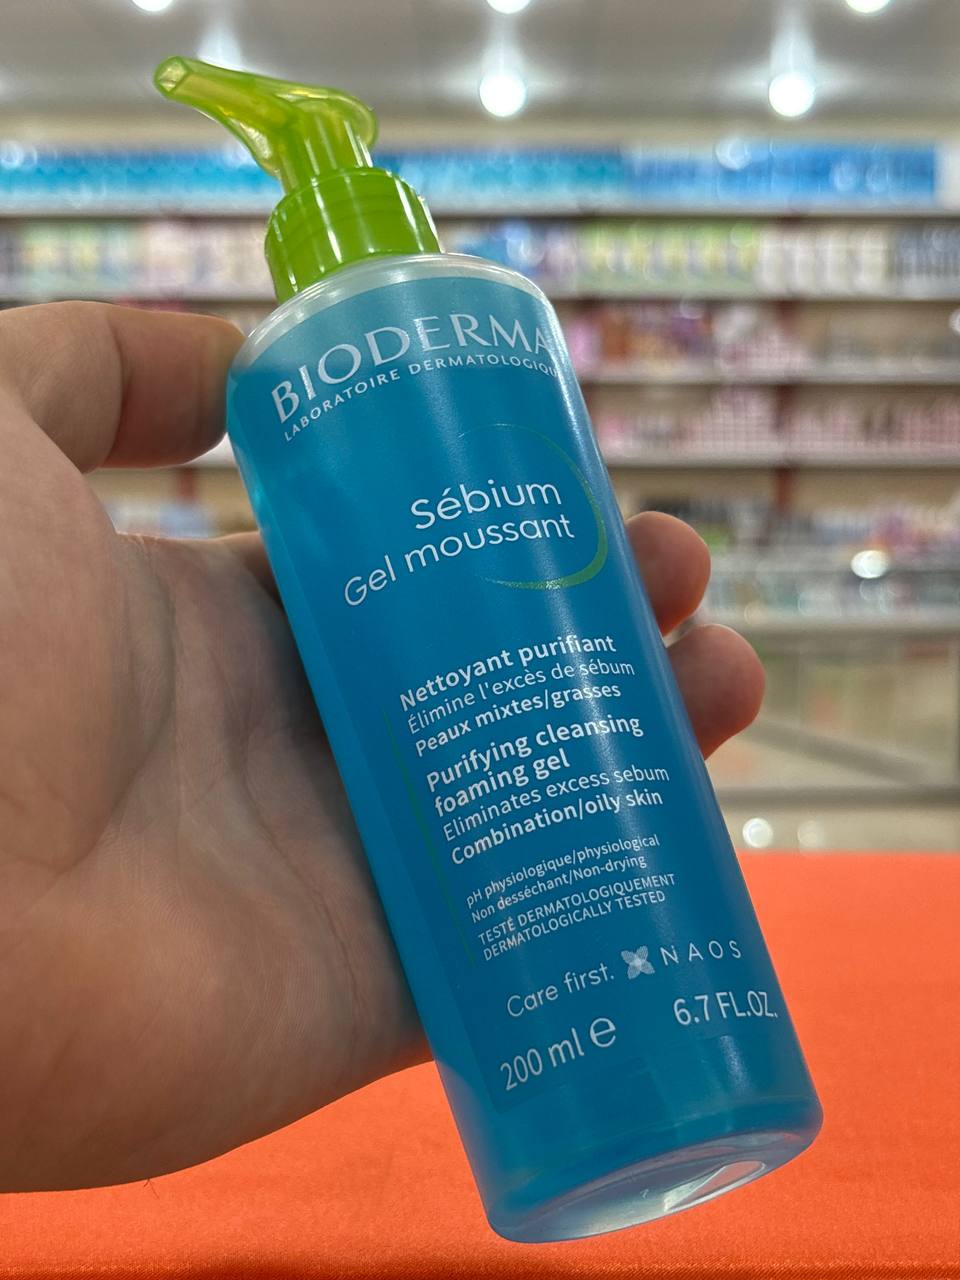 BIODERMA
LABORATOIRE DERMATOLOGIQU
Sébium
Gel moussant
Nettoyant purifiant
Élimine l'excès de sébum
Peaux mixtes/grasses
Purifying cleansing
foaming gel
Eliminates excess sebum
Combination/oily skin
pH physiologique/physiological
Non desséchant/Non-drying
TESTÉ DERMATOLOGIQUEMENT
DERMATOLOGICALLY TESTED
Care first. NAOS
200 ml e 6.7 FL.OZ.